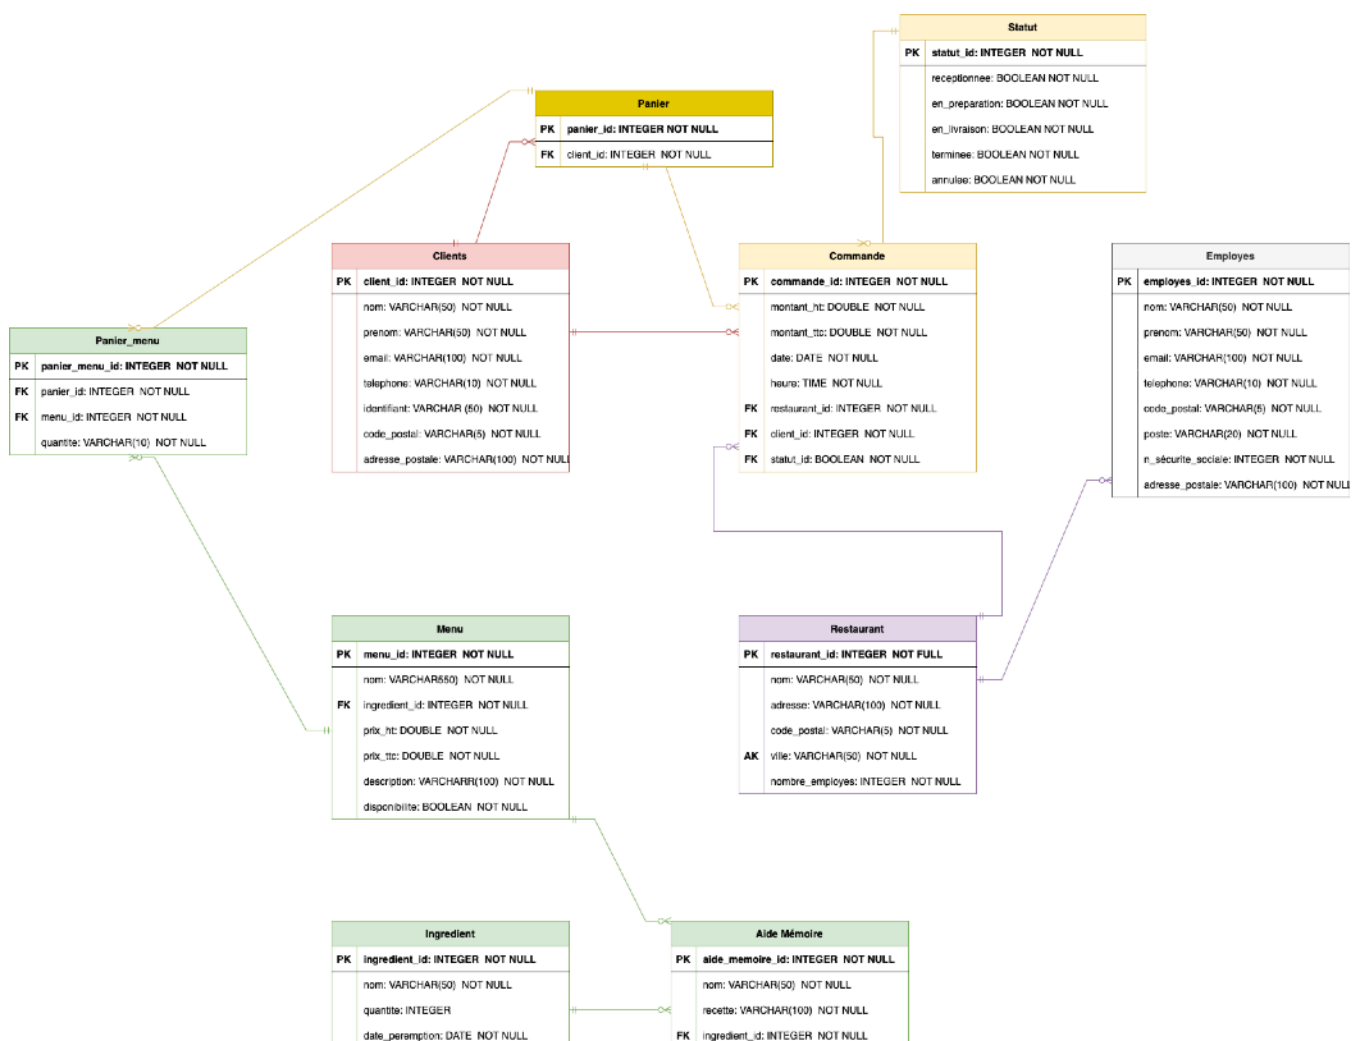 Statut
PK statut_id: INTEGER NOT NULL
receptionnee: BOOLEAN NOT NULL
en_preparation: BOOLEAN NOT NULL
en_livraison: BOOLEAN NOT NULL
terminee: BOOLEAN NOT NULL
annulee: BOOLEAN NOT NULL
Panier
PK panier_id: INTEGER NOT NULL
FK client_id: INTEGER NOT NULL
Clients
PK client_id: INTEGER NOT NULL
nom: VARCHAR(50) NOT NULL
prenom: VARCHAR(50) NOT NULL
email: VARCHAR(100) NOT NULL
telephone: VARCHAR(10) NOT NULL
identifiant: VARCHAR (50) NOT NULL
code_postal: VARCHAR(5) NOT NULL
adresse_postale: VARCHAR(100) NOT NULL
Commande
PK commande_id: INTEGER NOT NULL
montant_ht: DOUBLE NOT NULL
montant_ttc: DOUBLE NOT NULL
date: DATE NOT NULL
heure: TIME NOT NULL
FK restaurant_id: INTEGER NOT NULL
FK client_id: INTEGER NOT NULL
FK statut_id: BOOLEAN NOT NULL
Employes
PK employes_id: INTEGER NOT NULL
nom: VARCHAR(50) NOT NULL
prenom: VARCHAR(50) NOT NULL
email: VARCHAR(100) NOT NULL
telephone: VARCHAR(10) NOT NULL
code_postal: VARCHAR(5) NOT NULL
poste: VARCHAR(20) NOT NULL
n_sécurite_sociale: INTEGER NOT NULL
adresse_postale: VARCHAR(100) NOT NULL
Panier_menu
PK panier_menu_id: INTEGER NOT NULL
FK panier_id: INTEGER NOT NULL
FK menu_id: INTEGER NOT NULL
quantite: VARCHAR(10) NOT NULL
Menu
PK menu_id: INTEGER NOT NULL
nom: VARCHAR550) NOT NULL
FK ingredient_id: INTEGER NOT NULL
prix_ht: DOUBLE NOT NULL
prix_ttc: DOUBLE NOT NULL
description: VARCHARR(100) NOT NULL
disponibilite: BOOLEAN NOT NULL
Restaurant
PK restaurant_id: INTEGER NOT FULL
nom: VARCHAR(50) NOT NULL
adresse: VARCHAR(100) NOT NULL
code_postal: VARCHAR(5) NOT NULL
AK ville: VARCHAR(50) NOT NULL
nombre_employes: INTEGER NOT NULL
Ingredient
PK ingredient_id: INTEGER NOT NULL
nom: VARCHAR(50) NOT NULL
quantite: INTEGER
date_peremption: DATE NOT NULL
Aide Mémoire
PK aide_memoire_id: INTEGER NOT NULL
nom: VARCHAR(50) NOT NULL
recette: VARCHAR(100) NOT NULL
FK ingredient_id: INTEGER NOT NULL